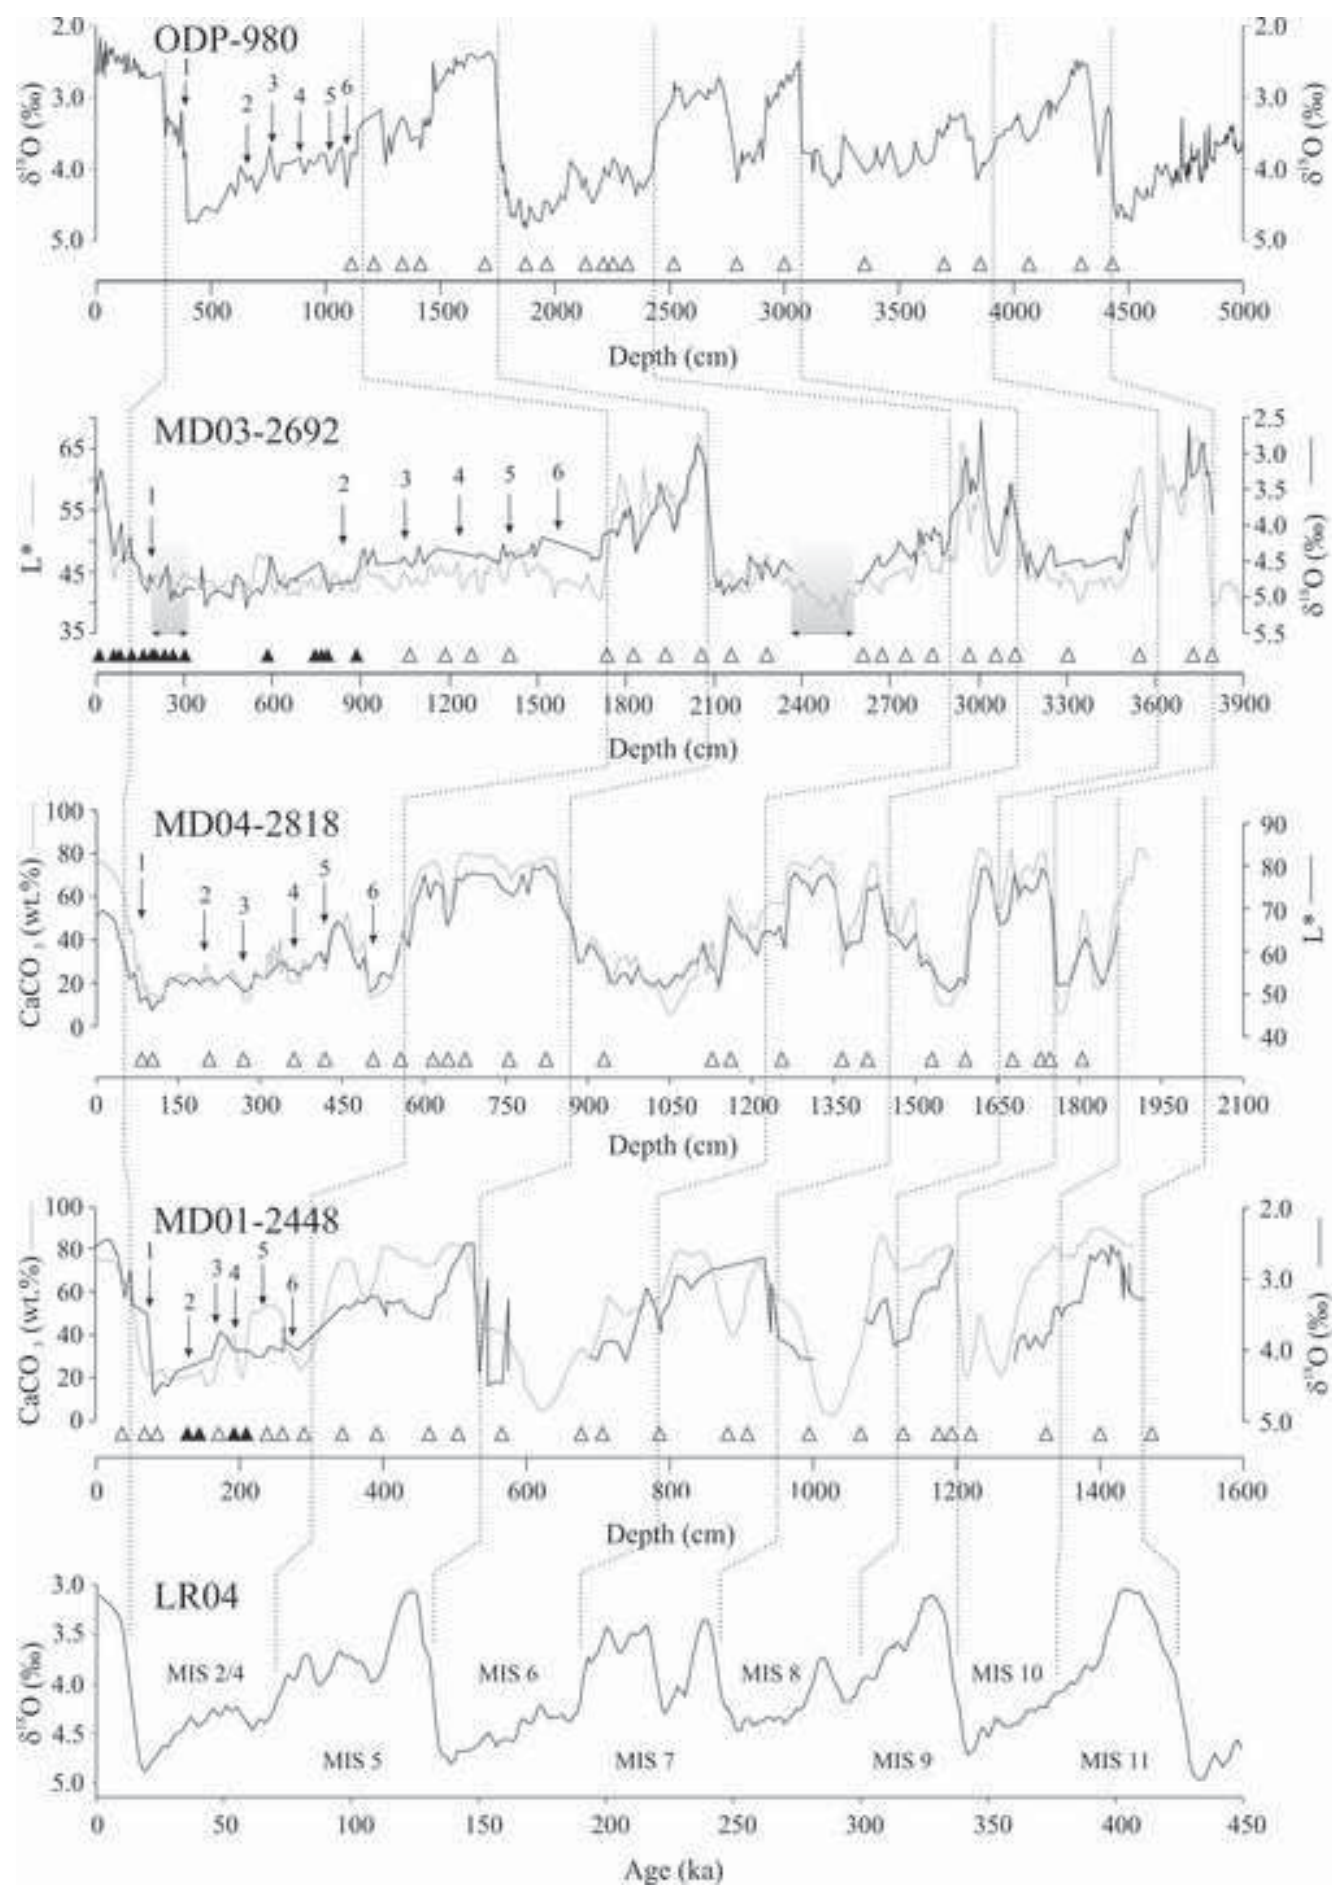 ODP-980
δ18O (‰)
2.0
3.0
4.0
5.0
1 2 3 4 5 6
2.0
3.0
4.0
5.0
δ18O (‰)
0 500 1000 1500 2000 2500 3000 3500 4000 4500 5000
Depth (cm)
MD03-2692
L*
65
55
45
35
1 2 3 4 5 6
2.5
3.0
3.5
4.0
4.5
5.0
5.5
δ18O (‰)
0 300 600 900 1200 1500 1800 2100 2400 2700 3000 3300 3600 3900
Depth (cm)
MD04-2818
CaCO3 (wt.%)
100
80
60
40
20
0
1 2 3 4 5 6
90
80
70
60
50
40
L*
0 150 300 450 600 750 900 1050 1200 1350 1500 1650 1800 1950 2100
Depth (cm)
MD01-2448
CaCO3 (wt.%)
100
80
60
40
20
0
1 2 3 4 5 6
2.0
3.0
4.0
5.0
δ18O (‰)
0 200 400 600 800 1000 1200 1400 1600
Depth (cm)
LR04
δ18O (‰)
3.0
3.5
4.0
4.5
5.0
MIS 2/4 MIS 6 MIS 8 MIS 10
MIS 5 MIS 7 MIS 9 MIS 11
0 50 100 150 200 250 300 350 400 450
Age (ka)